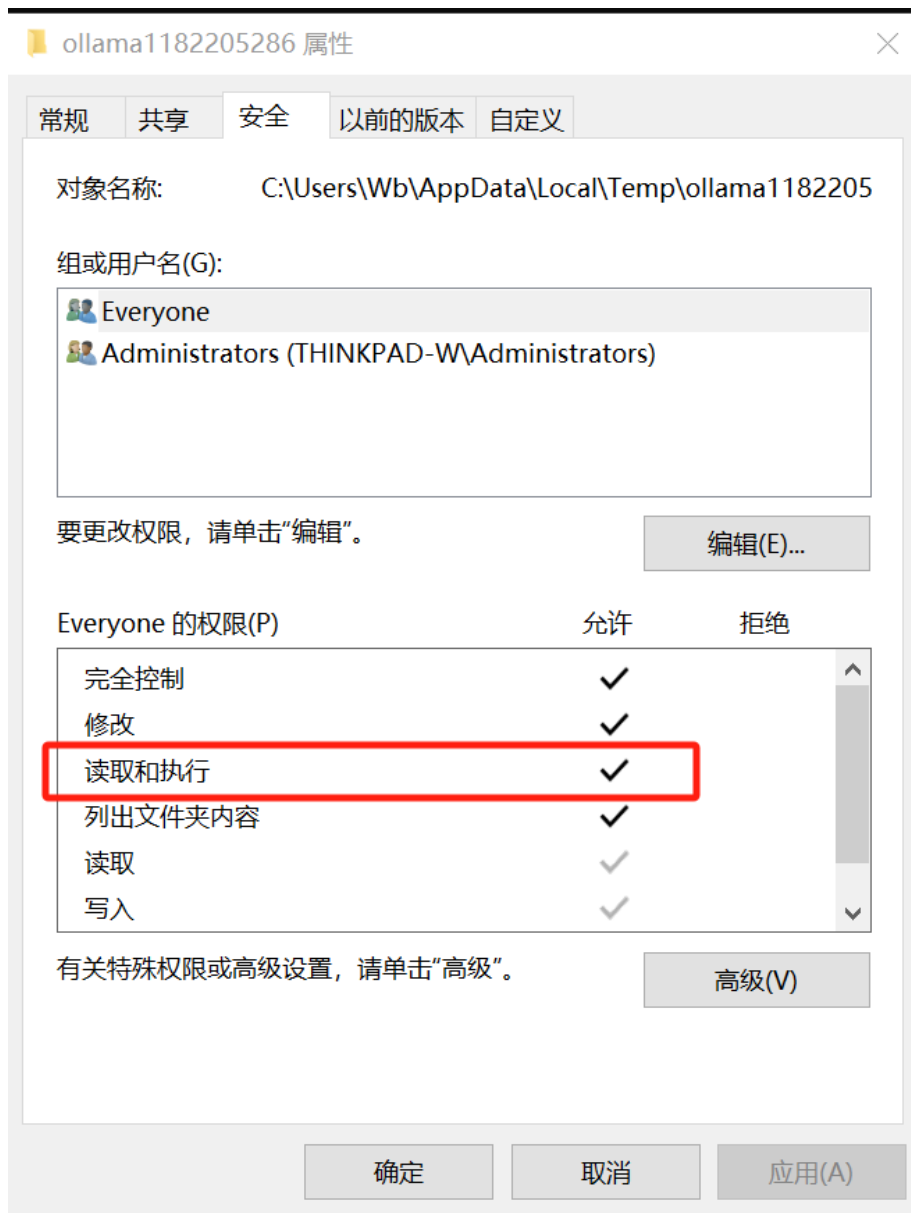 ollama1182205286 属性
常规 共享 安全 以前的版本 自定义
对象名称: C:\Users\Wb\AppData\Local\Temp\ollama1182205
组或用户名(G):
Everyone
Administrators (THINKPAD-W\Administrators)
要更改权限，请单击“编辑”。 编辑(E)...
Everyone 的权限(P) 允许 拒绝
完全控制
修改
读取和执行
列出文件夹内容
读取
写入
有关特殊权限或高级设置，请单击“高级”。 高级(V)
确定 取消 应用(A)